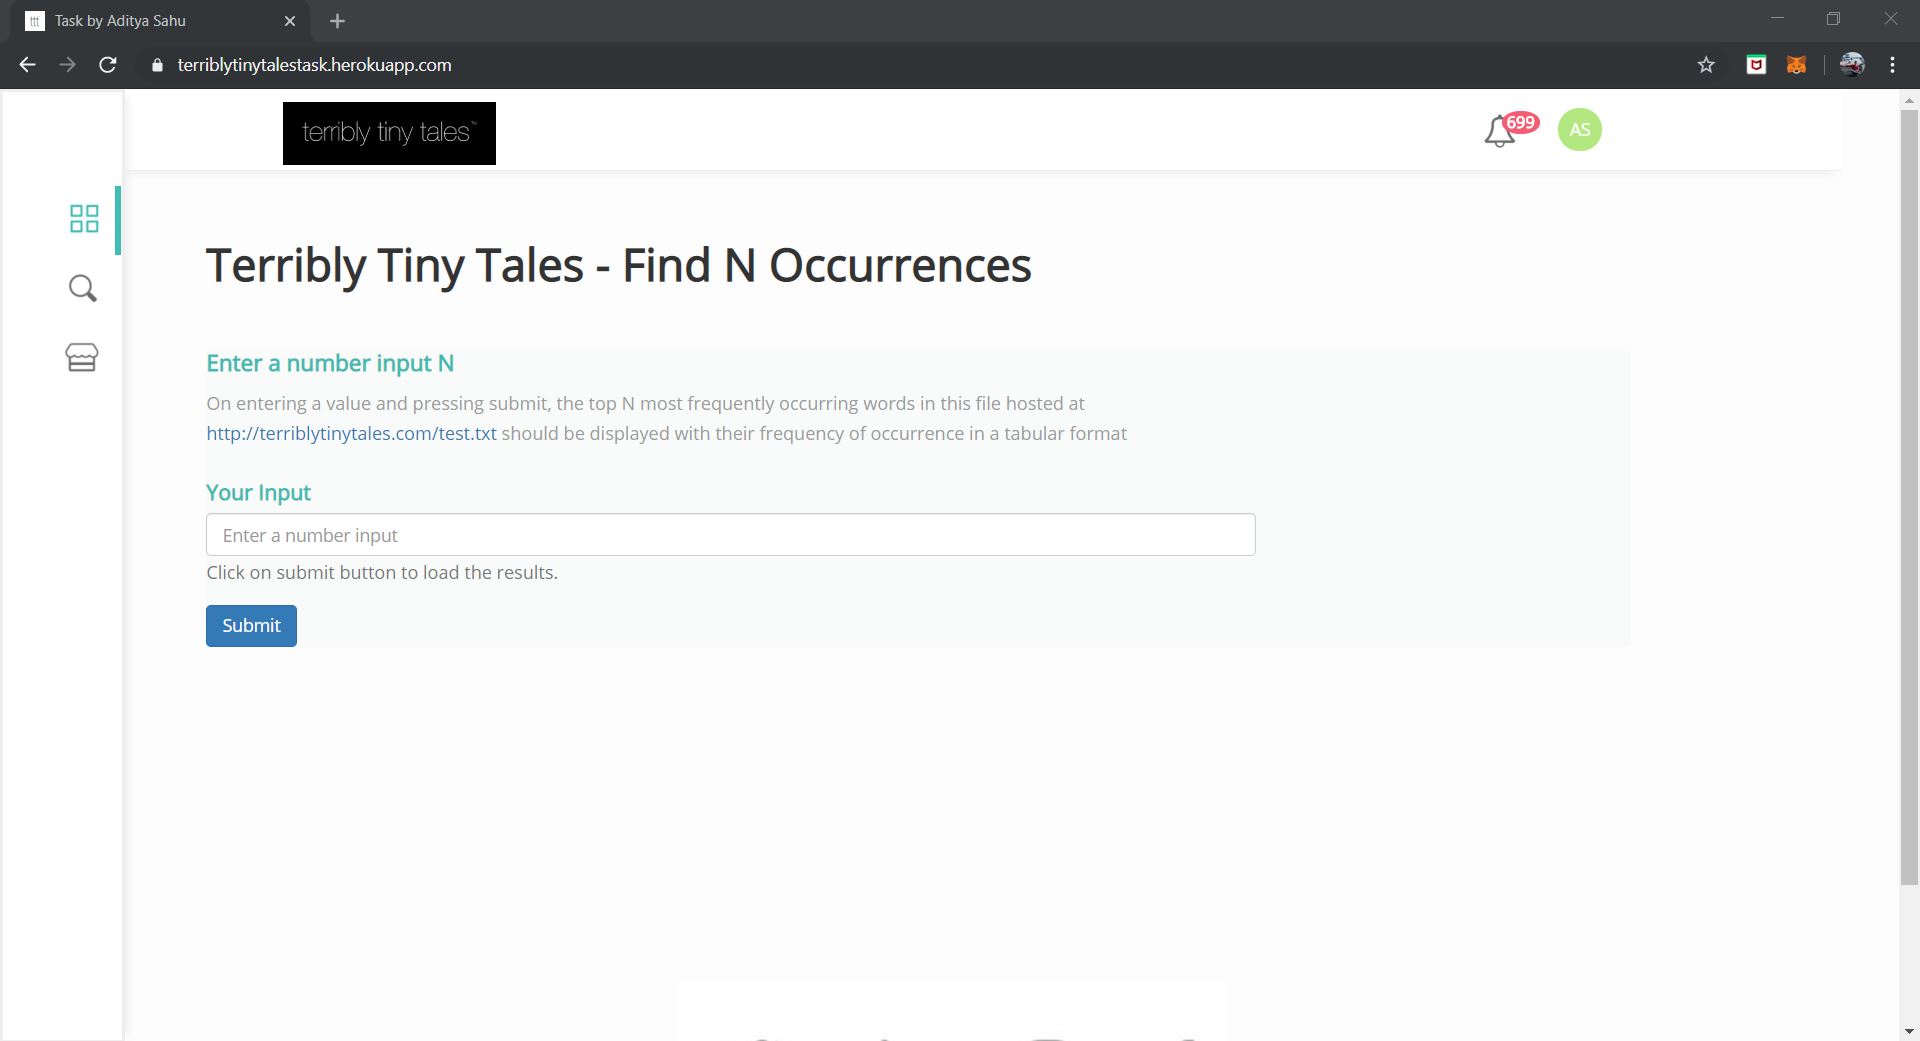 ttt Task by Aditya Sahu
terriblytinytalestask.herokuapp.com
terribly tiny tales™
699
AS
Terribly Tiny Tales - Find N Occurrences
Enter a number input N
On entering a value and pressing submit, the top N most frequently occurring words in this file hosted at
http://terriblytinytales.com/test.txt should be displayed with their frequency of occurrence in a tabular format
Your Input
Enter a number input
Click on submit button to load the results.
Submit